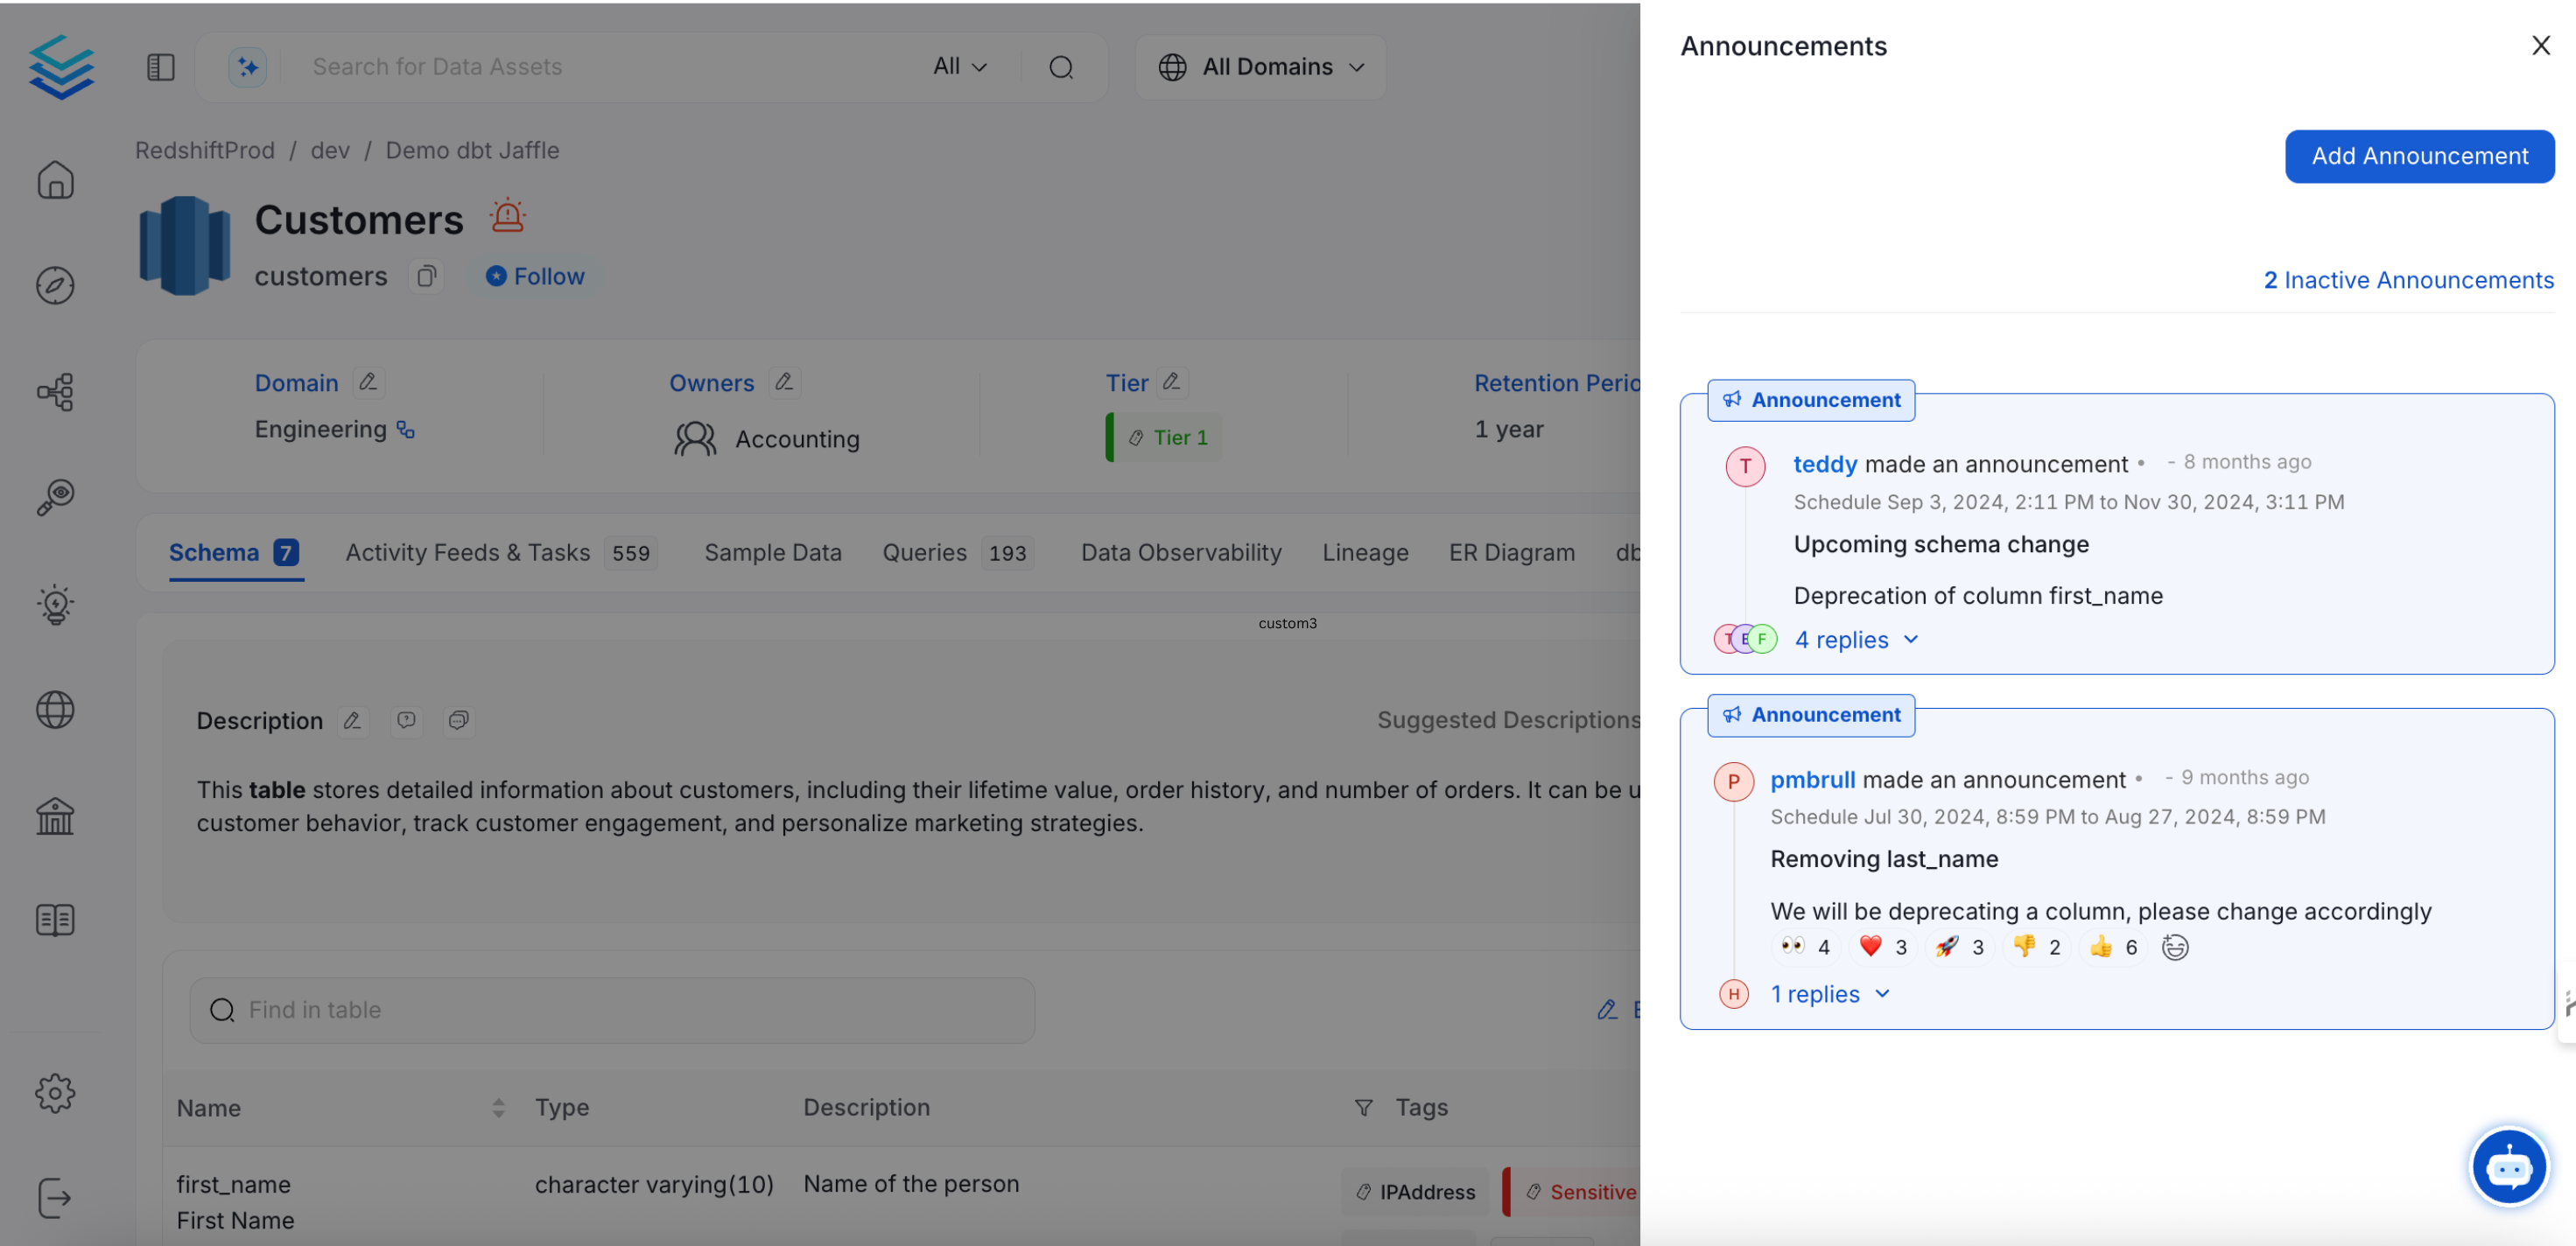 Search for Data Assets
All
All Domains
RedshiftProd / dev / Demo dbt Jaffle
Customers
customers
Follow
Domain
Owners
Tier
Retention Perio
Engineering
Accounting
Tier 1
1 year
Schema 7
Activity Feeds & Tasks 559
Sample Data
Queries 193
Data Observability
Lineage
ER Diagram
db
custom3
Description
Suggested Descriptions
This table stores detailed information about customers, including their lifetime value, order history, and number of orders. It can be u
customer behavior, track customer engagement, and personalize marketing strategies.
Find in table
Name
Type
Description
Tags
first_name
First Name
character varying(10)
Name of the person
IPAddress
Sensitive
Announcements
Add Announcement
2 Inactive Announcements
Announcement
T
teddy made an announcement • - 8 months ago
Schedule Sep 3, 2024, 2:11 PM to Nov 30, 2024, 3:11 PM
Upcoming schema change
Deprecation of column first_name
T E F 4 replies
Announcement
P
pmbrull made an announcement • - 9 months ago
Schedule Jul 30, 2024, 8:59 PM to Aug 27, 2024, 8:59 PM
Removing last_name
We will be deprecating a column, please change accordingly
👀 4 ❤️ 3 🚀 3 👎 2 👍 6
H 1 replies